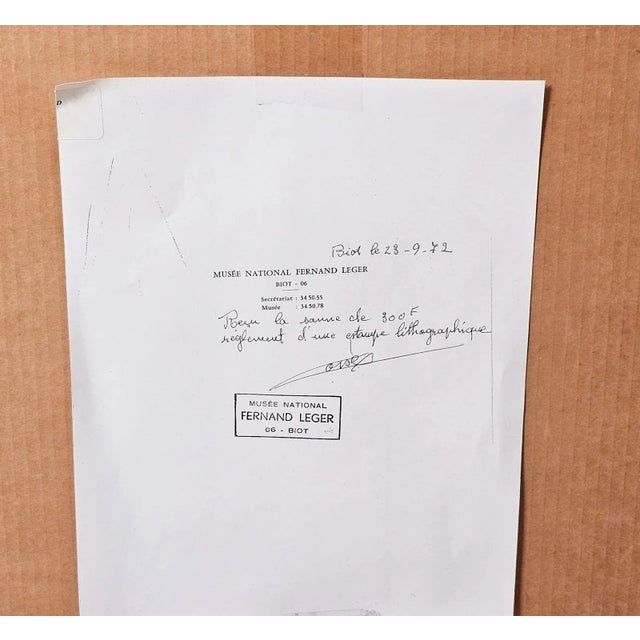 D
Biot le 23-9-72
MUSÉE NATIONAL FERNAND LEGER
BIOT - 06
Secrétariat : 34 50.55
Musée : 34.50.78
Reçu la somme de 300F
règlement d'une estampe lithographique
MUSÉE NATIONAL
FERNAND LEGER
06 - BIOT